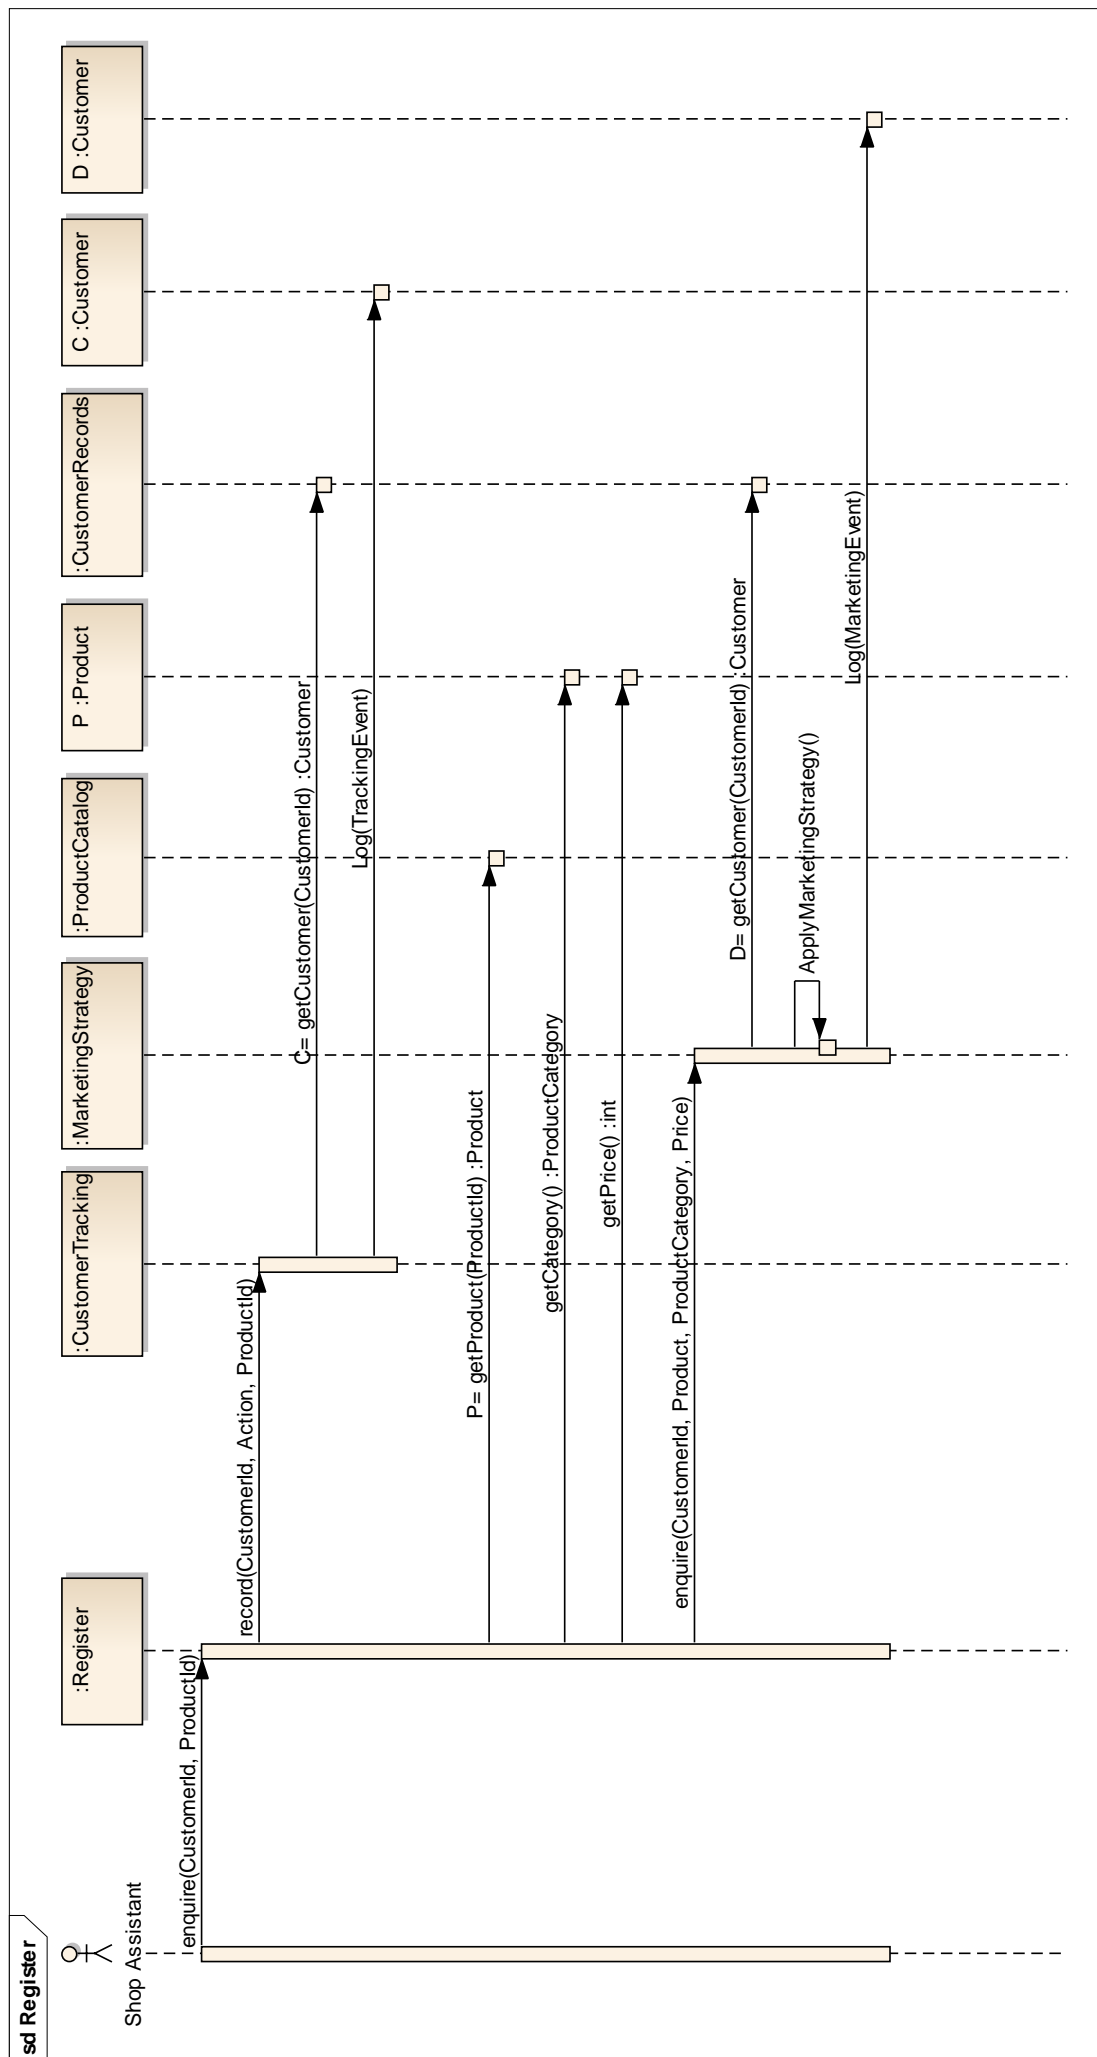 sd Register
Shop Assistant
:Register
:CustomerTracking
:MarketingStrategy
:ProductCatalog
P :Product
:CustomerRecords
C :Customer
D :Customer
enquire(CustomerId, ProductId)
record(CustomerId, Action, ProductId)
C= getCustomer(CustomerId) :Customer
Log(TrackingEvent)
P= getProduct(ProductId) :Product
getCategory() :ProductCategory
getPrice() :int
enquire(CustomerId, Product, ProductCategory, Price)
D= getCustomer(CustomerId) :Customer
ApplyMarketingStrategy()
Log(MarketingEvent)